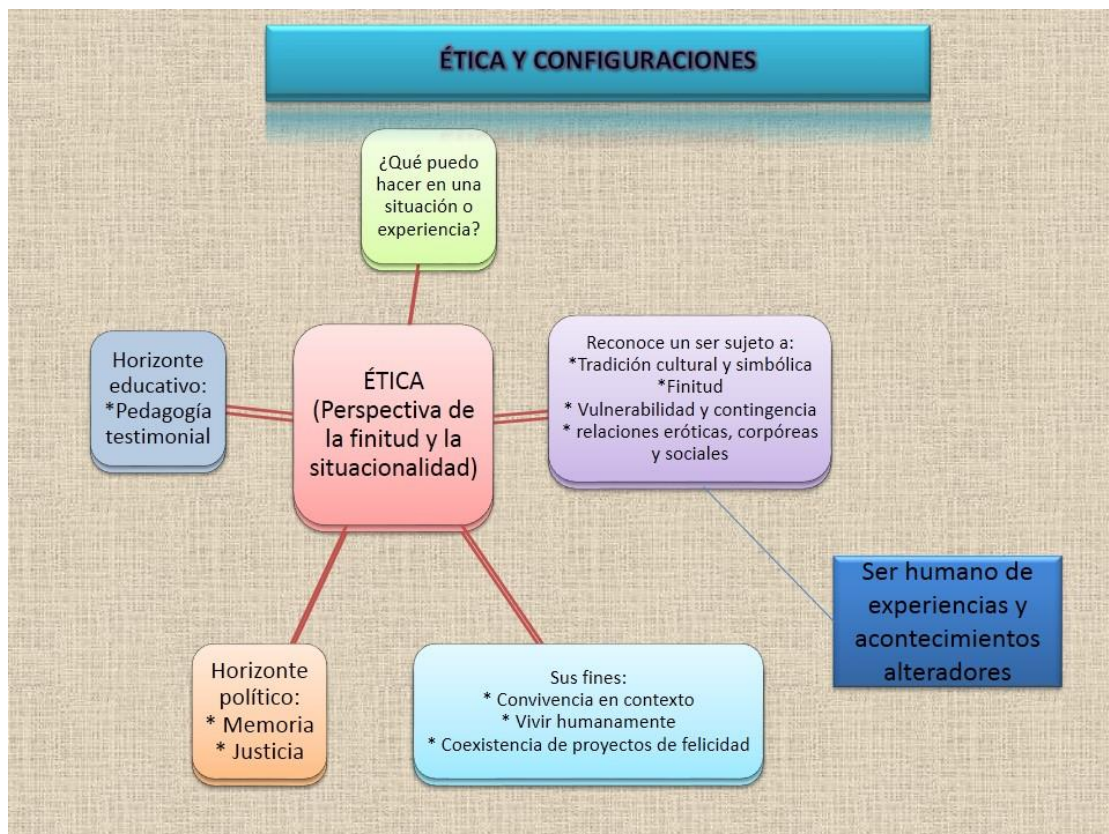 ÉTICA Y CONFIGURACIONES
¿Qué puedo
hacer en una
situación o
experiencia?
Horizonte
educativo:
*Pedagogía
testimonial
ÉTICA
(Perspectiva de
la finitud y la
situacionalidad)
Reconoce un ser sujeto a:
*Tradición cultural y simbólica
*Finitud
* Vulnerabilidad y contingencia
* relaciones eróticas, corpóreas
y sociales
Ser humano de
experiencias y
acontecimientos
alteradores
Horizonte
político:
* Memoria
* Justicia
Sus fines:
* Convivencia en contexto
* Vivir humanamente
* Coexistencia de proyectos de felicidad